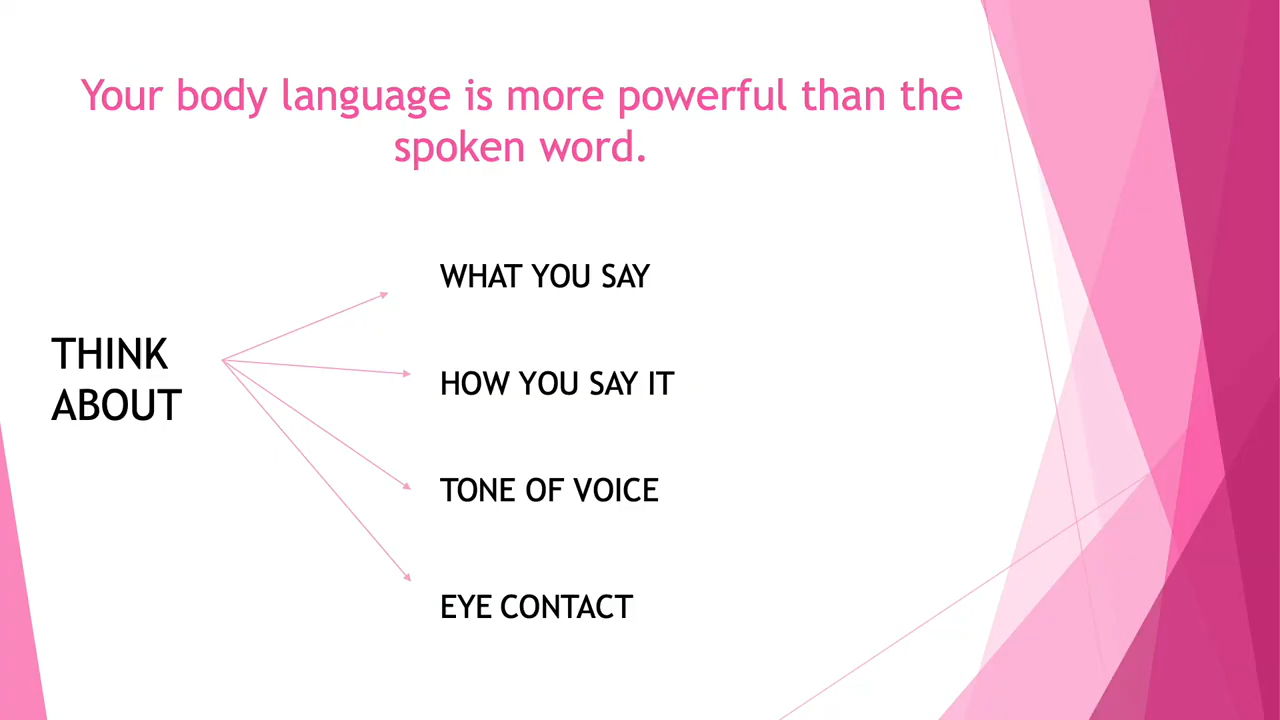 Your body language is more powerful than the
spoken word.
THINK
ABOUT
WHAT YOU SAY
HOW YOU SAY IT
TONE OF VOICE
EYE CONTACT